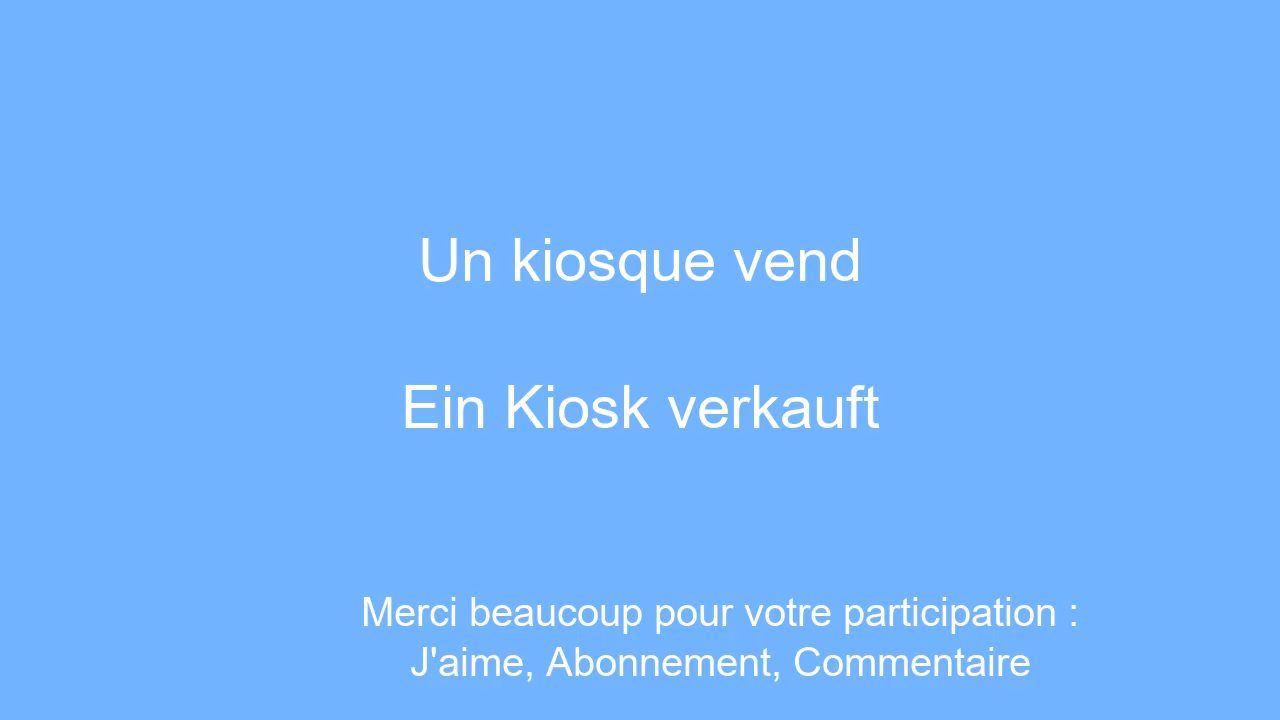 Un kiosque vend
Ein Kiosk verkauft
Merci beaucoup pour votre participation :
J'aime, Abonnement, Commentaire